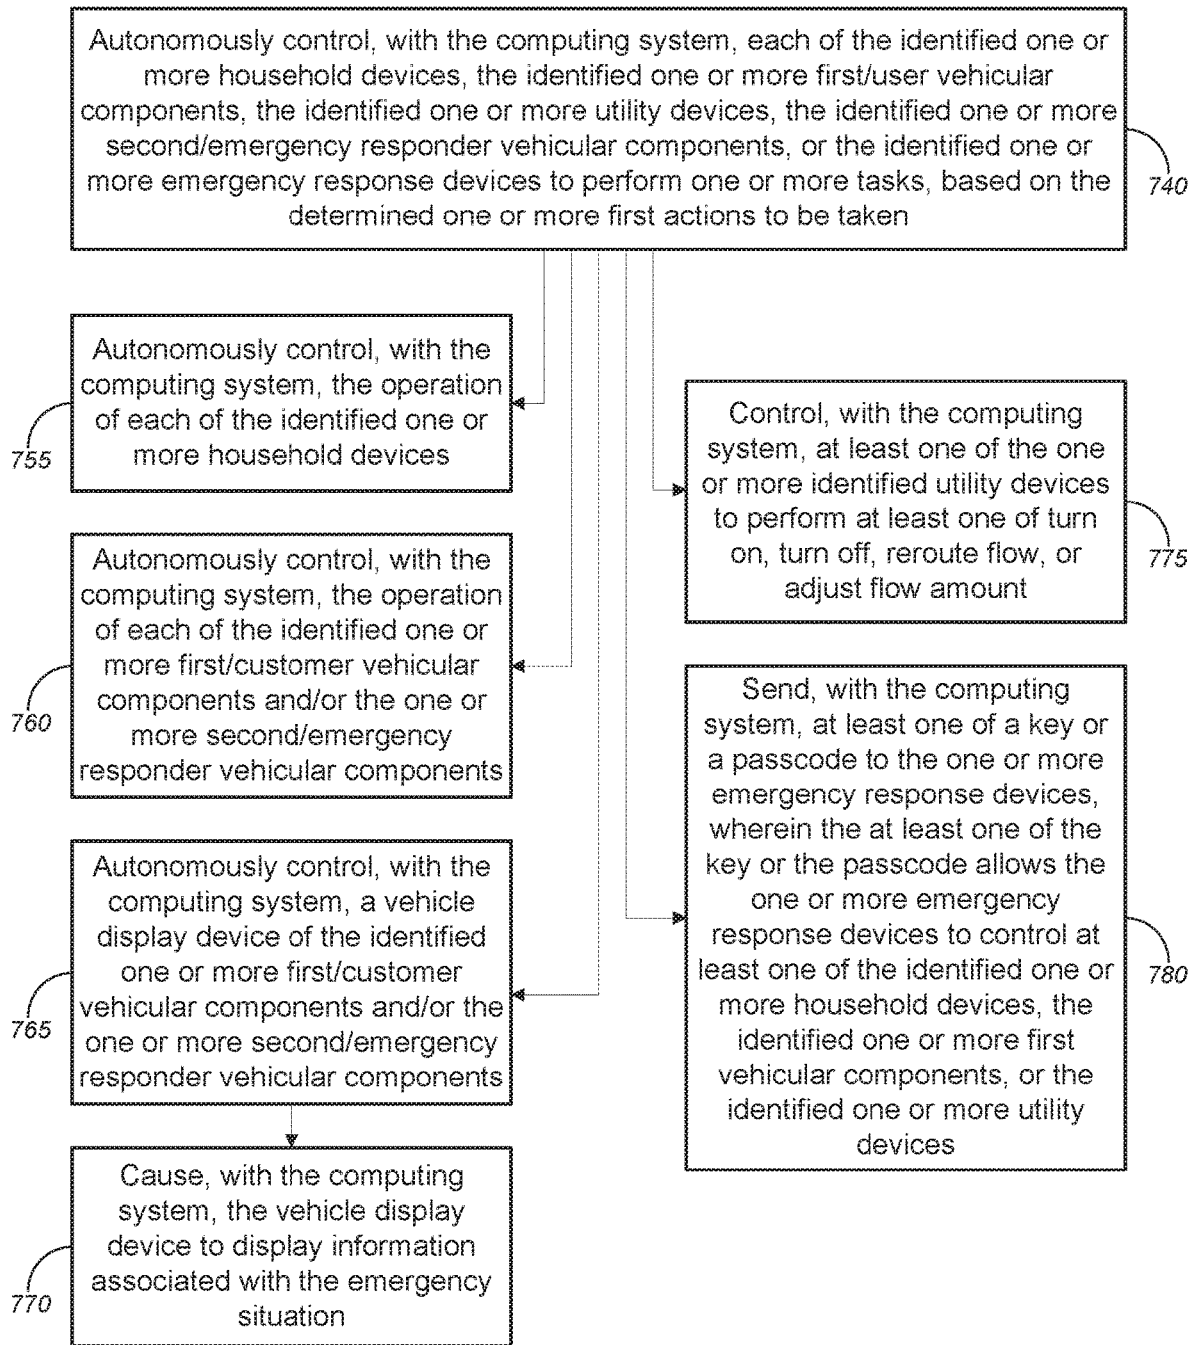 Autonomously control, with the computing system, each of the identified one or
more household devices, the identified one or more first/user vehicular
components, the identified one or more utility devices, the identified one or more
second/emergency responder vehicular components, or the identified one or
more emergency response devices to perform one or more tasks, based on the
determined one or more first actions to be taken
740
Autonomously control, with the
computing system, the operation
of each of the identified one or
more household devices
755
Autonomously control, with the
computing system, the operation
of each of the identified one or
more first/customer vehicular
components and/or the one or
more second/emergency
responder vehicular components
760
Autonomously control, with the
computing system, a vehicle
display device of the identified
one or more first/customer
vehicular components and/or the
one or more second/emergency
responder vehicular components
765
Cause, with the computing
system, the vehicle display
device to display information
associated with the emergency
situation
770
Control, with the computing
system, at least one of the one
or more identified utility devices
to perform at least one of turn
on, turn off, reroute flow, or
adjust flow amount
775
Send, with the computing
system, at least one of a key or
a passcode to the one or more
emergency response devices,
wherein the at least one of the
key or the passcode allows the
one or more emergency
response devices to control at
least one of the identified one or
more household devices, the
identified one or more first
vehicular components, or the
identified one or more utility
devices
780